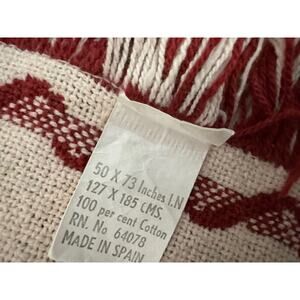 50 X 73 Inches I.N
127 X 185 CMS.
100 per cent Cotton
RN. No 64078
MADE IN SPAIN